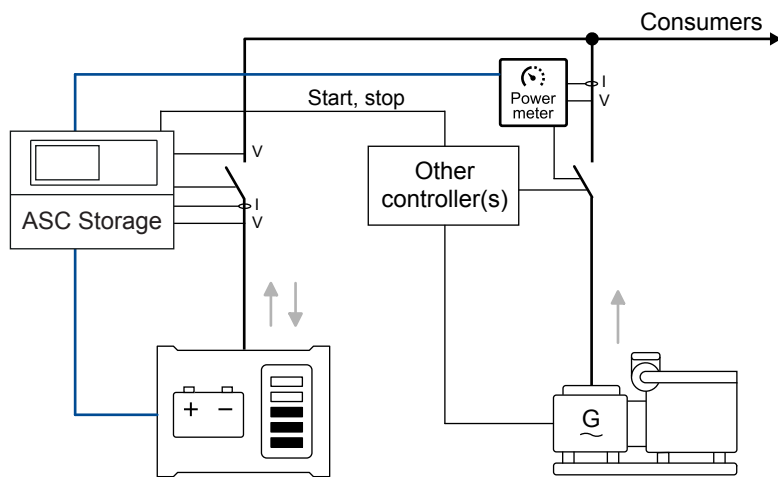 Consumers
Power
meter
I
V
Start, stop
V
Other
controller(s)
ASC Storage
I
V
+ −
G